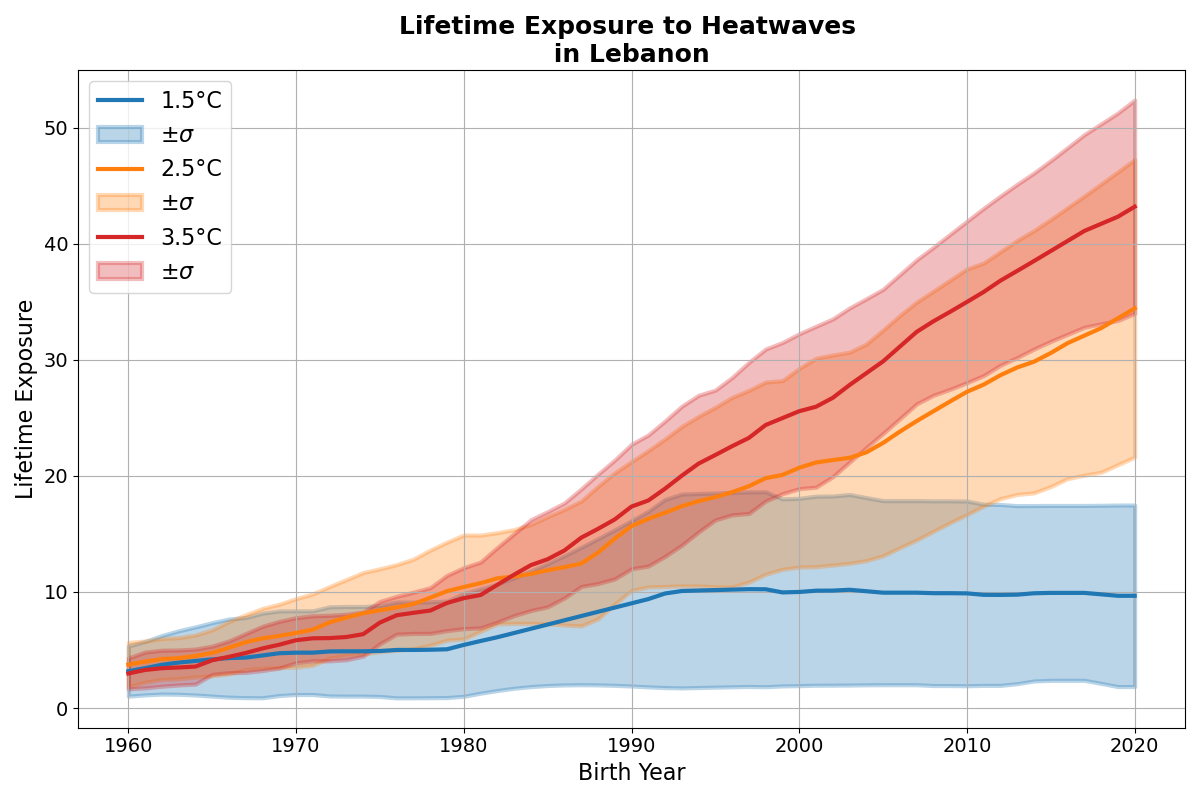 Lifetime Exposure to Heatwaves
in Lebanon
1.5°C
±σ
2.5°C
±σ
3.5°C
±σ
Lifetime Exposure
50
40
30
20
10
0
1960
1970
1980
1990
2000
2010
2020
Birth Year